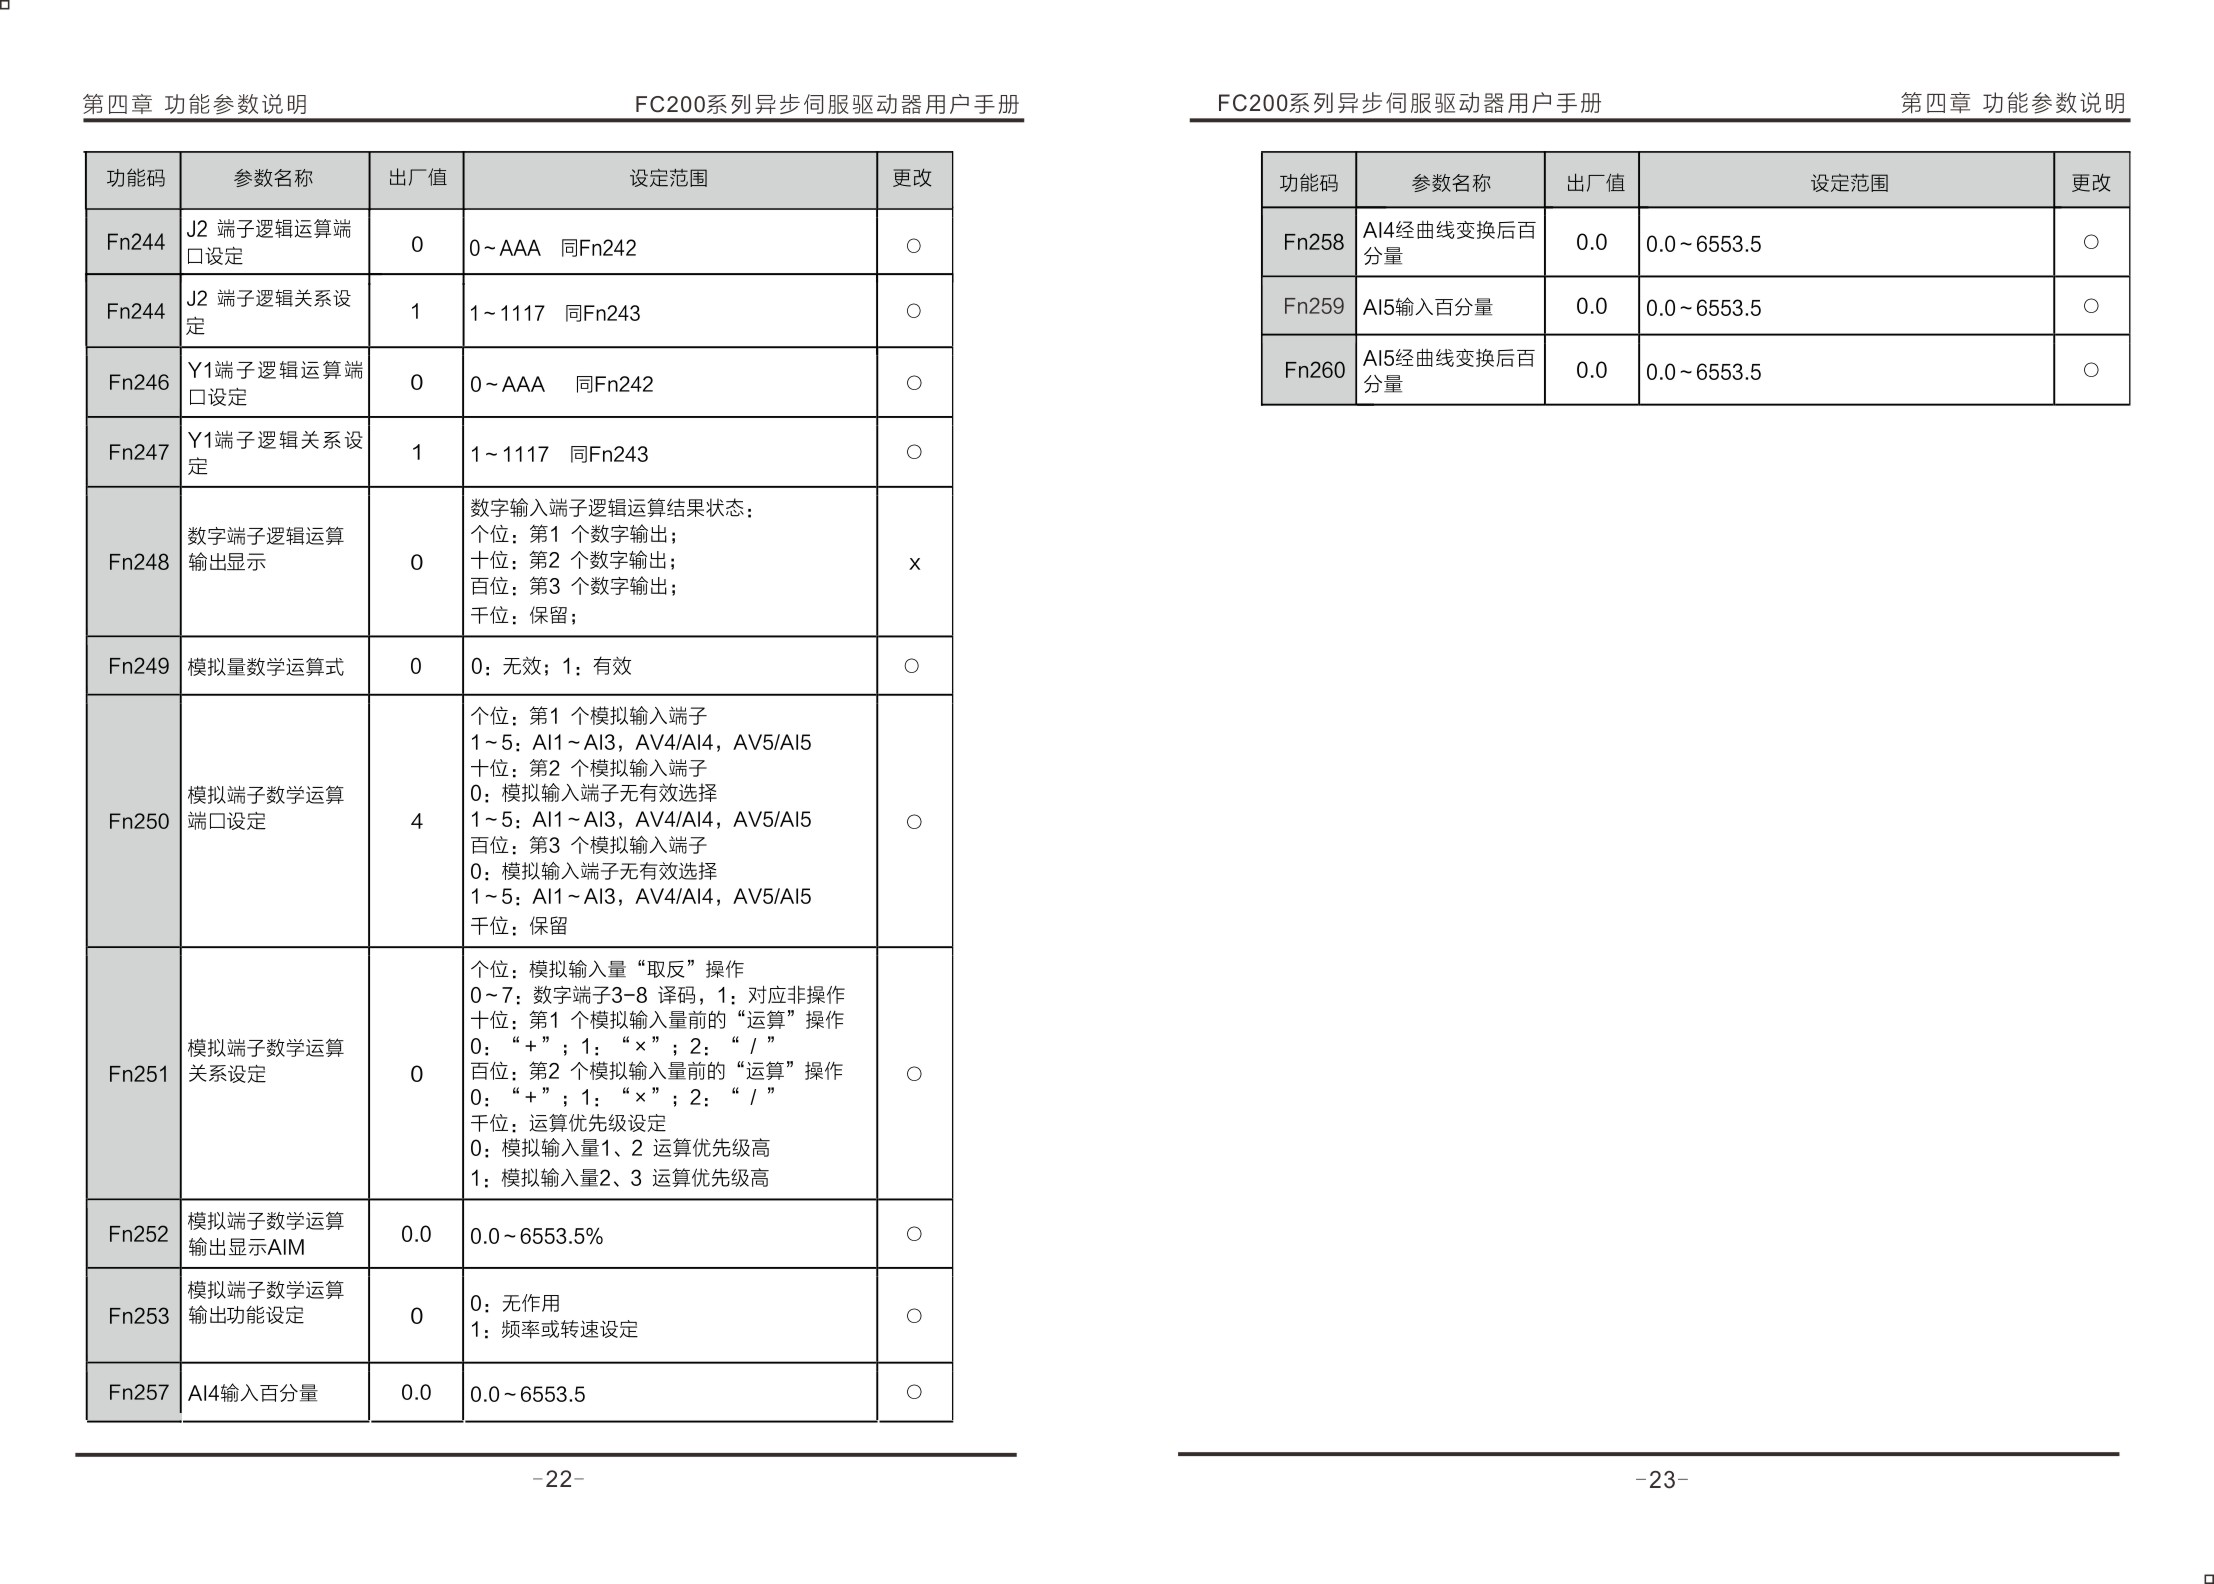 第四章 功能参数说明 FC200系列异步伺服驱动器用户手册
功能码 参数名称 出厂值 设定范围 更改
Fn244 J2 端子逻辑运算端 0 0~AAA 同Fn242 ○
口设定
Fn244 J2 端子逻辑关系设 1 1~1117 同Fn243 ○
定
Fn246 Y1端子逻辑运算端 0 0~AAA 同Fn242 ○
口设定
Fn247 Y1端子逻辑关系设 1 1~1117 同Fn243 ○
定
Fn248 数字端子逻辑运算 0 x
输出显示
数字输入端子逻辑运算结果状态：
个位：第1 个数字输出；
十位：第2 个数字输出；
百位：第3 个数字输出；
千位：保留；
Fn249 模拟量数学运算式 0 0：无效；1：有效 ○
Fn250 模拟端子数学运算 4 ○
端口设定
个位：第1 个模拟输入端子
1~5：AI1~AI3，AV4/AI4，AV5/AI5
十位：第2 个模拟输入端子
0：模拟输入端子无有效选择
1~5：AI1~AI3，AV4/AI4，AV5/AI5
百位：第3 个模拟输入端子
0：模拟输入端子无有效选择
1~5：AI1~AI3，AV4/AI4，AV5/AI5
千位：保留
Fn251 模拟端子数学运算 0 ○
关系设定
个位：模拟输入量“取反”操作
0~7：数字端子3-8 译码，1：对应非操作
十位：第1 个模拟输入量前的“运算”操作
0：“+”；1：“×”；2：“ / ”
百位：第2 个模拟输入量前的“运算”操作
0：“+”；1：“×”；2：“ / ”
千位：运算优先级设定
0：模拟输入量1、2 运算优先级高
1：模拟输入量2、3 运算优先级高
Fn252 模拟端子数学运算 0.0 0.0~6553.5% ○
输出显示AIM
Fn253 模拟端子数学运算 0 ○
输出功能设定
0：无作用
1：频率或转速设定
Fn257 AI4输入百分量 0.0 0.0~6553.5 ○
-22-
FC200系列异步伺服驱动器用户手册 第四章 功能参数说明
功能码 参数名称 出厂值 设定范围 更改
Fn258 AI4经曲线变换后百 0.0 0.0~6553.5 ○
分量
Fn259 AI5输入百分量 0.0 0.0~6553.5 ○
Fn260 AI5经曲线变换后百 0.0 0.0~6553.5 ○
分量
-23-